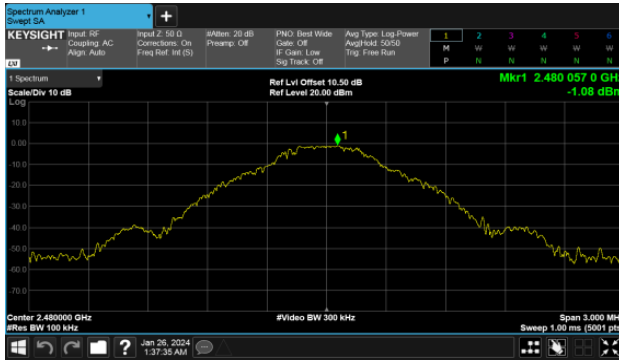 Spectrum Analyzer 1
Swept SA
+
KEYSIGHT
Input: RF
Coupling: AC
Align: Auto
Input Z: 50 Ω
Corrections: On
Freq Ref: Int (S)
#Atten: 20 dB
Preamp: Off
PNO: Best Wide
Gate: Off
IF Gain: Low
Sig Track: Off
Avg Type: Log-Power
Avg|Hold: 50/50
Trig: Free Run
1 2 3 4 5 6
M W W W W W
P N N N N N
1 Spectrum
Scale/Div 10 dB
Log
Ref Lvl Offset 10.50 dB
Ref Level 20.00 dBm
Mkr1 2.480 057 0 GHz
-1.08 dBm
1
10.0
0.00
-10.0
-20.0
-30.0
-40.0
-50.0
-60.0
-70.0
Center 2.480000 GHz
#Res BW 100 kHz
#Video BW 300 kHz
Span 3.000 MHz
Sweep 1.00 ms (5001 pts)
?
Jan 26, 2024
1:37:35 AM